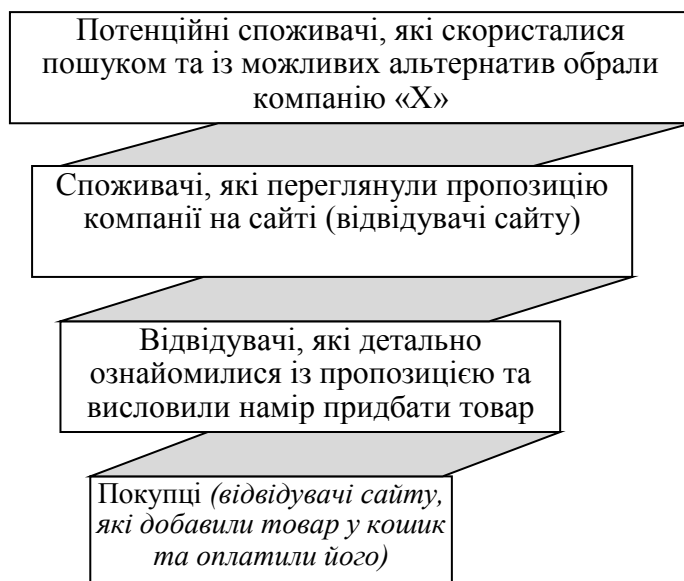 Потенційні споживачі, які скористалися
пошуком та із можливих альтернатив обрали
компанію «Х»
Споживачі, які переглянули пропозицію
компанії на сайті (відвідувачі сайту)
Відвідувачі, які детально
ознайомилися із пропозицією та
висловили намір придбати товар
Покупці (відвідувачі сайту,
які добавили товар у кошик
та оплатили його)